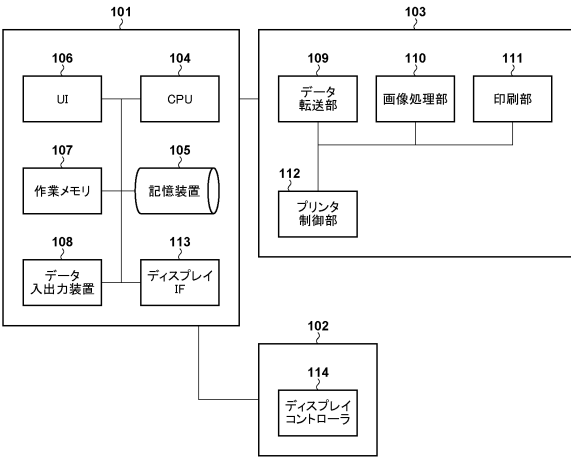 101
103
106
104
UI
CPU
109
110
111
データ
転送部
画像処理部
印刷部
107
105
作業メモリ
記憶装置
112
プリンタ
制御部
108
113
データ
入出力装置
ディスプレイ
IF
102
114
ディスプレイ
コントローラ